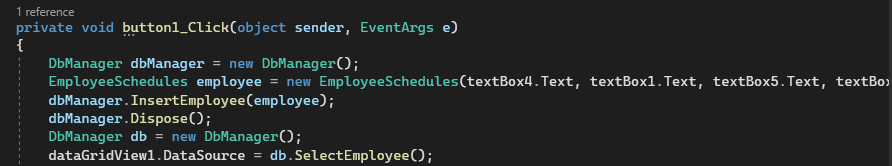 1 reference
private void button1_Click(object sender, EventArgs e)
{
DbManager dbManager = new DbManager();
EmployeeSchedules employee = new EmployeeSchedules(textBox4.Text, textBox1.Text, textBox5.Text, textBo
dbManager.InsertEmployee(employee);
dbManager.Dispose();
DbManager db = new DbManager();
dataGridView1.DataSource = db.SelectEmployee();